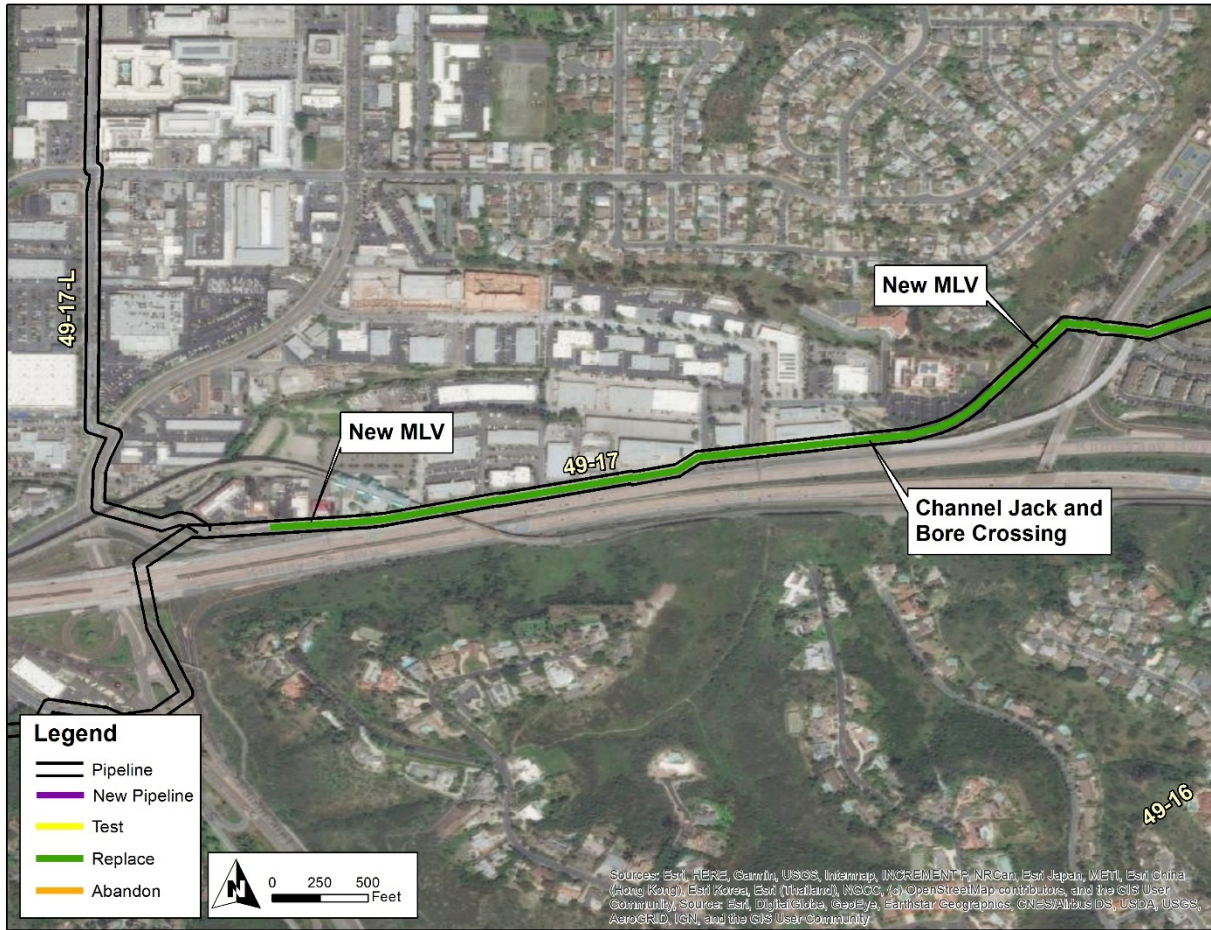 49-17-L
New MLV
New MLV
49-17
Channel Jack and
Bore Crossing
49-16
Legend
Pipeline
New Pipeline
Test
Replace
Abandon
N
0 250 500
Feet
Sources: Esri, HERE, Garmin, USGS, Intermap, INCREMENT P, NRCan, Esri Japan, METI, Esri China
(Hong Kong), Esri Korea, Esri (Thailand), NGCC, (c) OpenStreetMap contributors, and the GIS User
Community, Source: Esri, DigitalGlobe, GeoEye, Earthstar Geographics, CNES/Airbus DS, USDA, USGS,
AeroGRID, IGN, and the GIS User Community